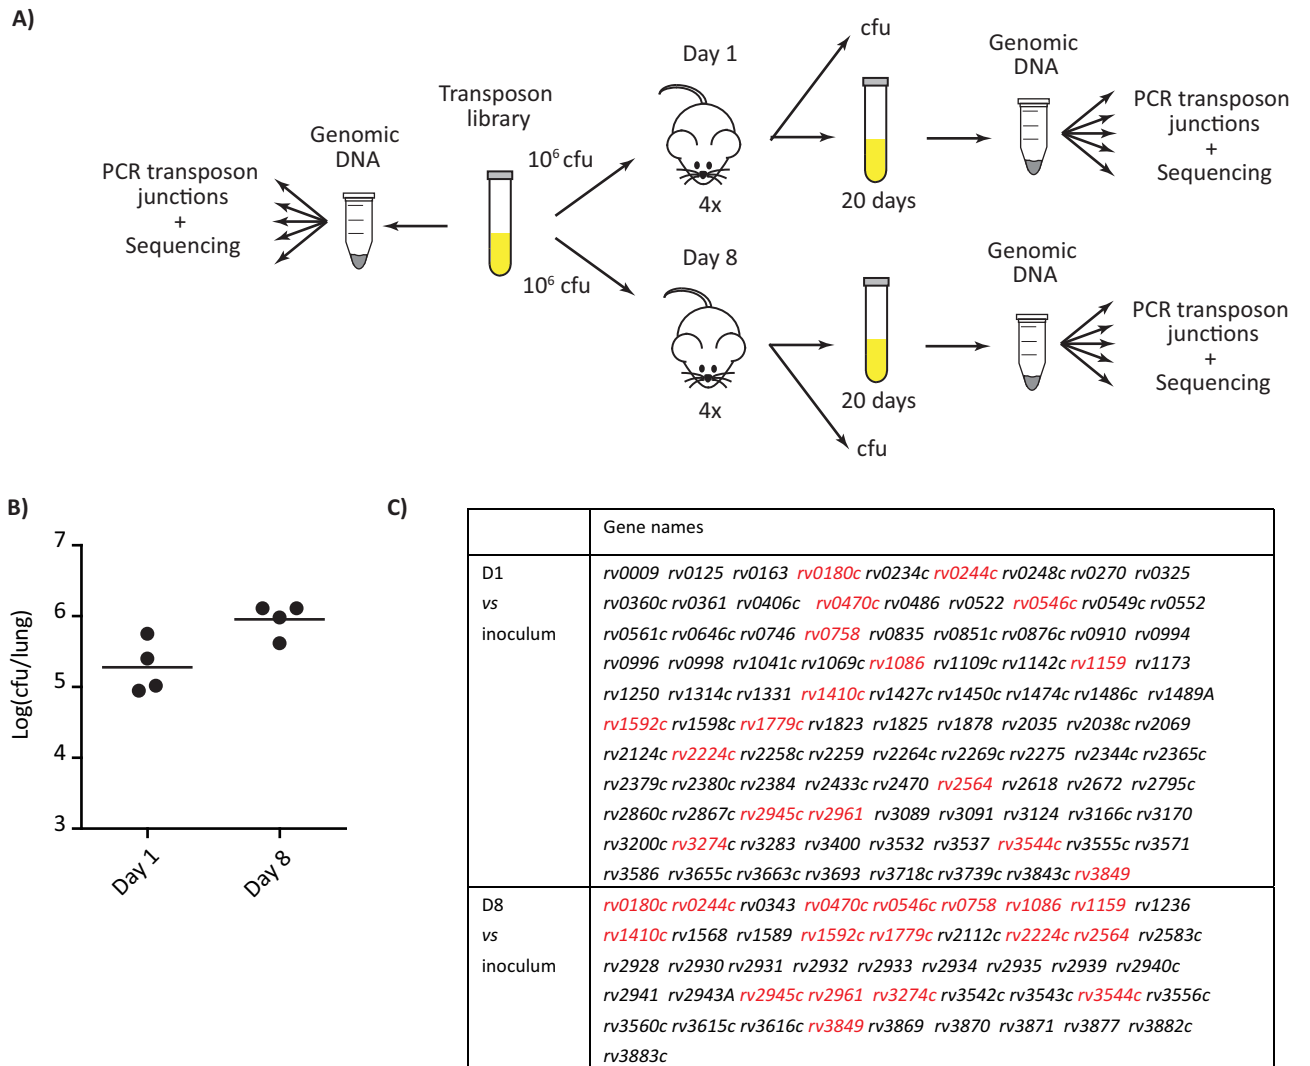 A)
cfu
Day 1
Genomic
DNA
Transposon
library
PCR transposon
junctions
+
Sequencing
Genomic
DNA
10⁶ cfu
PCR transposon
junctions
+
Sequencing
4x
20 days
Day 8
Genomic
DNA
10⁶ cfu
PCR transposon
junctions
+
Sequencing
4x
20 days
cfu
B)
Log(cfu/lung)
7
6
5
4
3
Day 1
Day 8
C)
Gene names
D1
vs
inoculum
rv0009 rv0125 rv0163 rv0180c rv0234c rv0244c rv0248c rv0270 rv0325
rv0360c rv0361 rv0406c rv0470c rv0486 rv0522 rv0546c rv0549c rv0552
rv0561c rv0646c rv0746 rv0758 rv0835 rv0851c rv0876c rv0910 rv0994
rv0996 rv0998 rv1041c rv1069c rv1086 rv1109c rv1142c rv1159 rv1173
rv1250 rv1314c rv1331 rv1410c rv1427c rv1450c rv1474c rv1486c rv1489A
rv1592c rv1598c rv1779c rv1823 rv1825 rv1878 rv2035 rv2038c rv2069
rv2124c rv2224c rv2258c rv2259 rv2264c rv2269c rv2275 rv2344c rv2365c
rv2379c rv2380c rv2384 rv2433c rv2470 rv2564 rv2618 rv2672 rv2795c
rv2860c rv2867c rv2945c rv2961 rv3089 rv3091 rv3124 rv3166c rv3170
rv3200c rv3274c rv3283 rv3400 rv3532 rv3537 rv3544c rv3555c rv3571
rv3586 rv3655c rv3663c rv3693 rv3718c rv3739c rv3843c rv3849
D8
vs
inoculum
rv0180c rv0244c rv0343 rv0470c rv0546c rv0758 rv1086 rv1159 rv1236
rv1410c rv1568 rv1589 rv1592c rv1779c rv2112c rv2224c rv2564 rv2583c
rv2928 rv2930 rv2931 rv2932 rv2933 rv2934 rv2935 rv2939 rv2940c
rv2941 rv2943A rv2945c rv2961 rv3274c rv3542c rv3543c rv3544c rv3556c
rv3560c rv3615c rv3616c rv3849 rv3869 rv3870 rv3871 rv3877 rv3882c
rv3883c